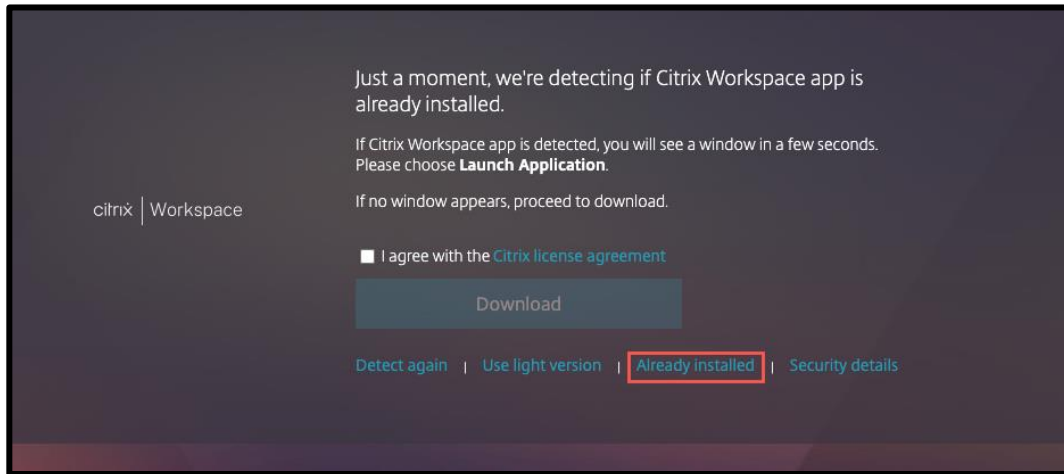 Just a moment, we're detecting if Citrix Workspace app is
already installed.
If Citrix Workspace app is detected, you will see a window in a few seconds.
Please choose Launch Application.
If no window appears, proceed to download.
citrix | Workspace
I agree with the Citrix license agreement
Download
Detect again | Use light version | Already installed | Security details